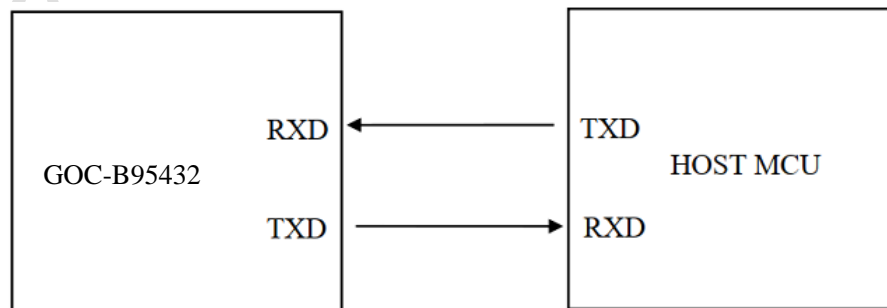 RXD
TXD
GOC-B95432
HOST MCU
TXD
RXD